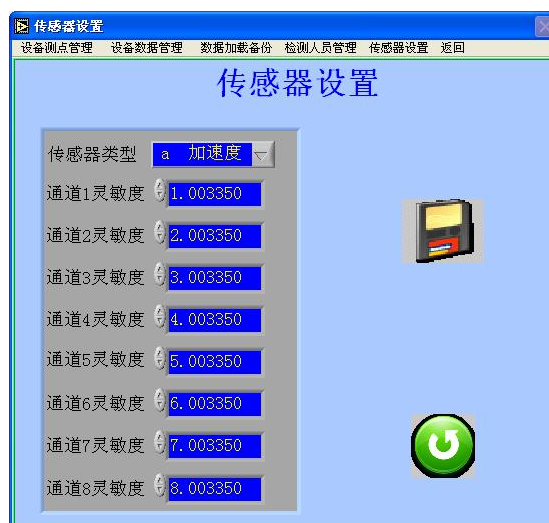 传感器设置
设备测点管理 设备数据管理 数据加载备份 检测人员管理 传感器设置 返回
传感器设置
传感器类型 a 加速度
通道1灵敏度 1.003350
通道2灵敏度 2.003350
通道3灵敏度 3.003350
通道4灵敏度 4.003350
通道5灵敏度 5.003350
通道6灵敏度 6.003350
通道7灵敏度 7.003350
通道8灵敏度 8.003350